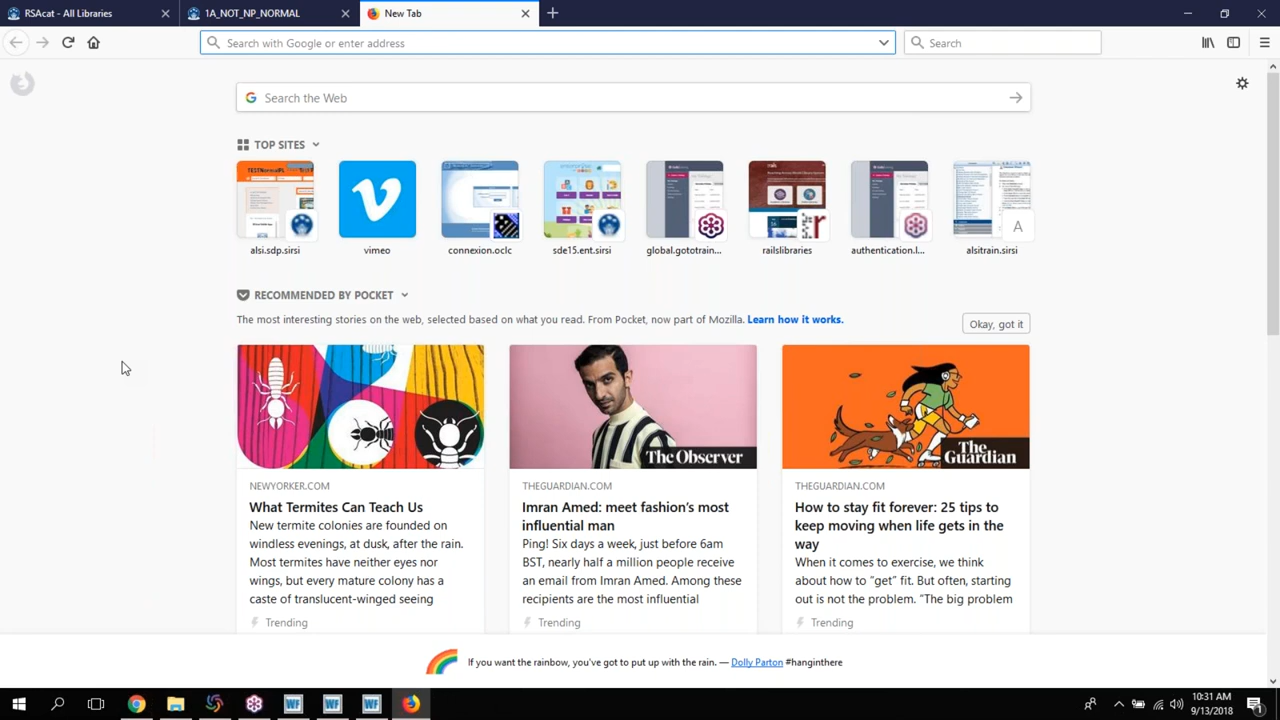 RSAcat - All Libraries
1A_NOT_NP_NORMAL
New Tab
Search with Google or enter address
Search
Search the Web
TOP SITES
alsi.sdp.sirsi
vimeo
connexion.oclc
sde15.ent.sirsi
global.gototrain...
railslibraries
authentication.l...
A
alsitrain.sirsi
RECOMMENDED BY POCKET
The most interesting stories on the web, selected based on what you read. From Pocket, now part of Mozilla. Learn how it works.
Okay, got it
The Observer
The
Guardian
NEWYORKER.COM
What Termites Can Teach Us
New termite colonies are founded on
windless evenings, at dusk, after the rain.
Most termites have neither eyes nor
wings, but every mature colony has a
caste of translucent-winged seeing
Trending
THEGUARDIAN.COM
Imran Amed: meet fashion's most
influential man
Ping! Six days a week, just before 6am
BST, nearly half a million people receive
an email from Imran Amed. Among these
recipients are the most influential
Trending
THEGUARDIAN.COM
How to stay fit forever: 25 tips to
keep moving when life gets in the
way
When it comes to exercise, we think
about how to "get" fit. But often, starting
out is not the problem. "The big problem
Trending
If you want the rainbow, you've got to put up with the rain. — Dolly Parton #hanginthere
WF
WF
WF
10:31 AM
9/13/2018